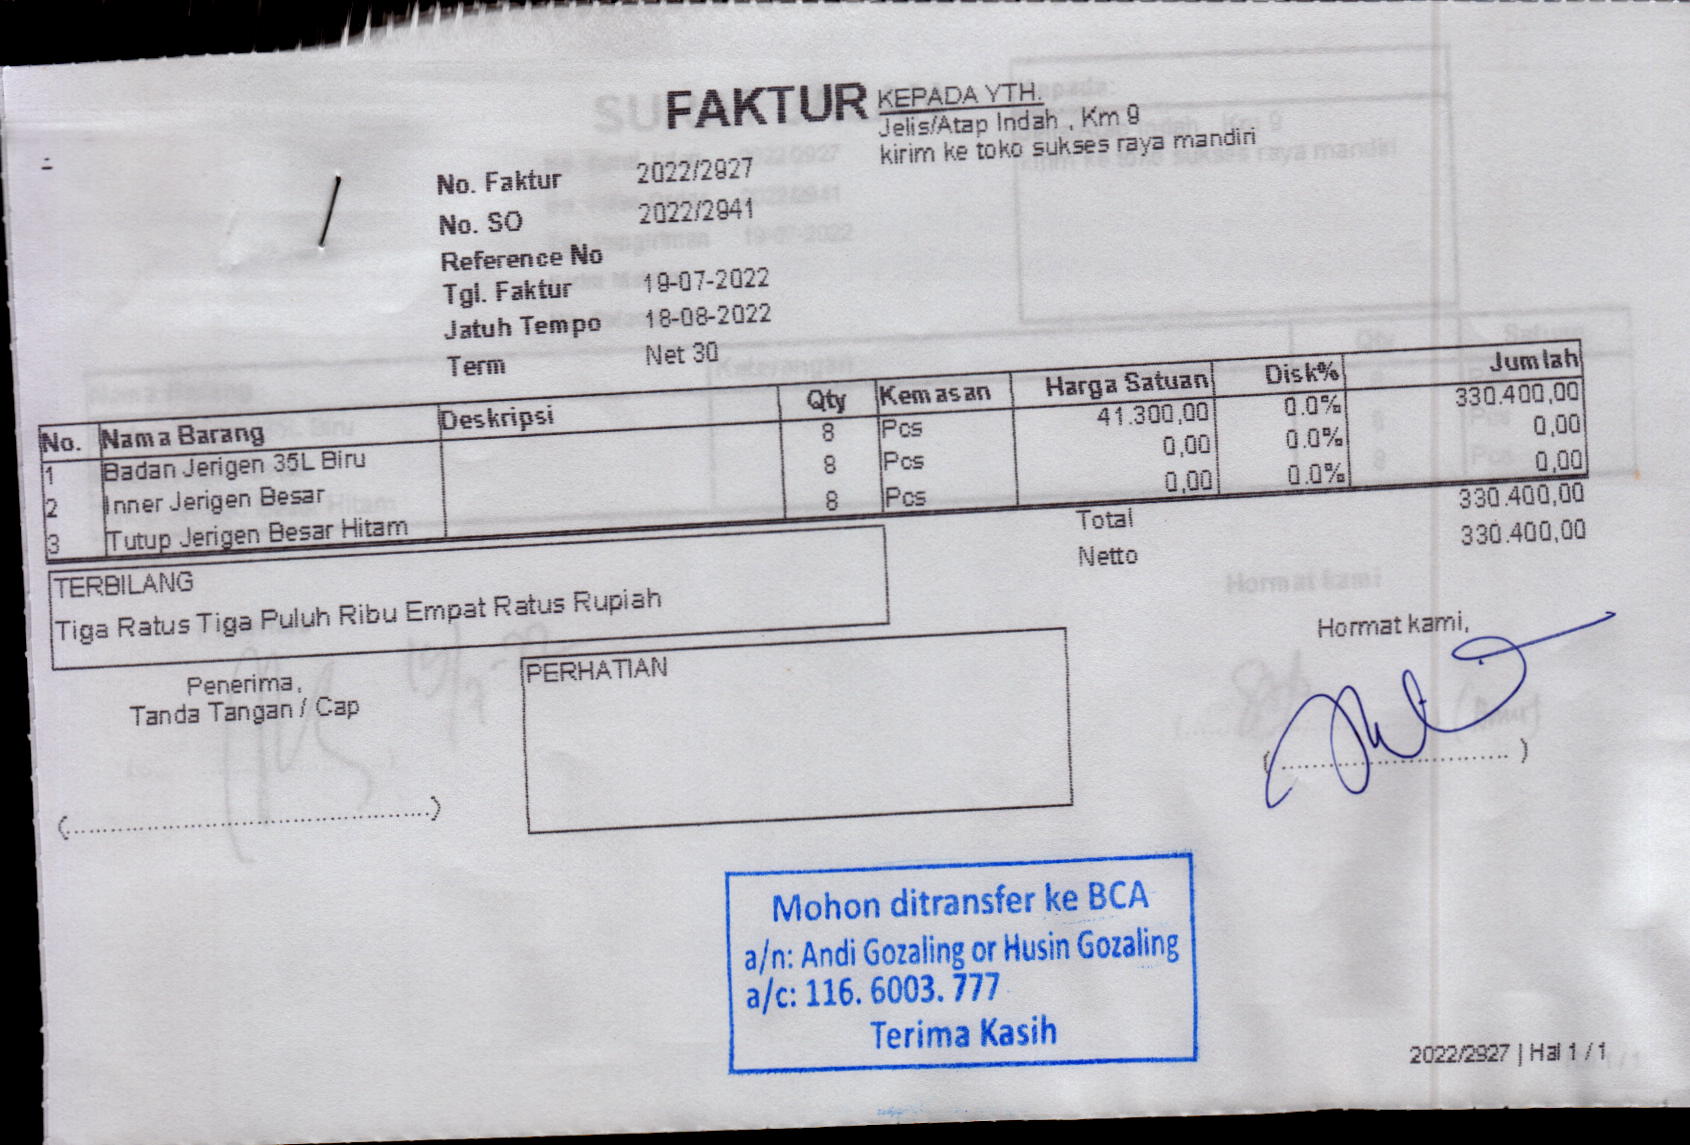 FAKTUR
KEPADA YTH.
Jelis/Atap Indah , Km 9
kirim ke toko sukses raya mandiri
No. Faktur 2022/2927
No. SO 2022/2941
Reference No
Tgl. Faktur 19-07-2022
Jatuh Tempo 18-08-2022
Term Net 30
No. Nama Barang Deskripsi Qty Kemasan Harga Satuan Disk% Jumlah
1 Badan Jerigen 35L Biru 8 Pcs 41.300,00 0.0% 330.400,00
2 Inner Jerigen Besar 8 Pcs 0,00 0.0% 0,00
3 Tutup Jerigen Besar Hitam 8 Pcs 0,00 0.0% 0,00
Total 330.400,00
Netto 330.400,00
TERBILANG
Tiga Ratus Tiga Puluh Ribu Empat Ratus Rupiah
Penerima,
Tanda Tangan / Cap
(....................................................)
PERHATIAN
Hormat kami,
(....................................)
Mohon ditransfer ke BCA
a/n: Andi Gozaling or Husin Gozaling
a/c: 116. 6003. 777
Terima Kasih
2022/2927 | Hal 1 / 1